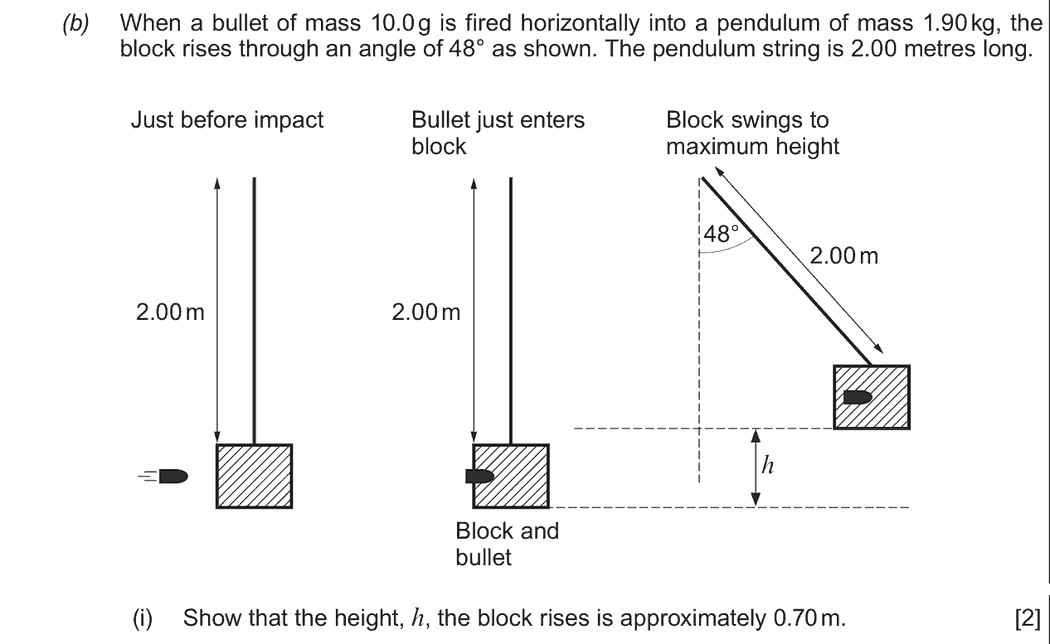 (b) When a bullet of mass 10.0 g is fired horizontally into a pendulum of mass 1.90 kg, the
block rises through an angle of 48° as shown. The pendulum string is 2.00 metres long.
Just before impact
Bullet just enters
block
Block swings to
maximum height
2.00 m
2.00 m
48°
2.00 m
h
Block and
bullet
(i) Show that the height, h, the block rises is approximately 0.70 m. [2]